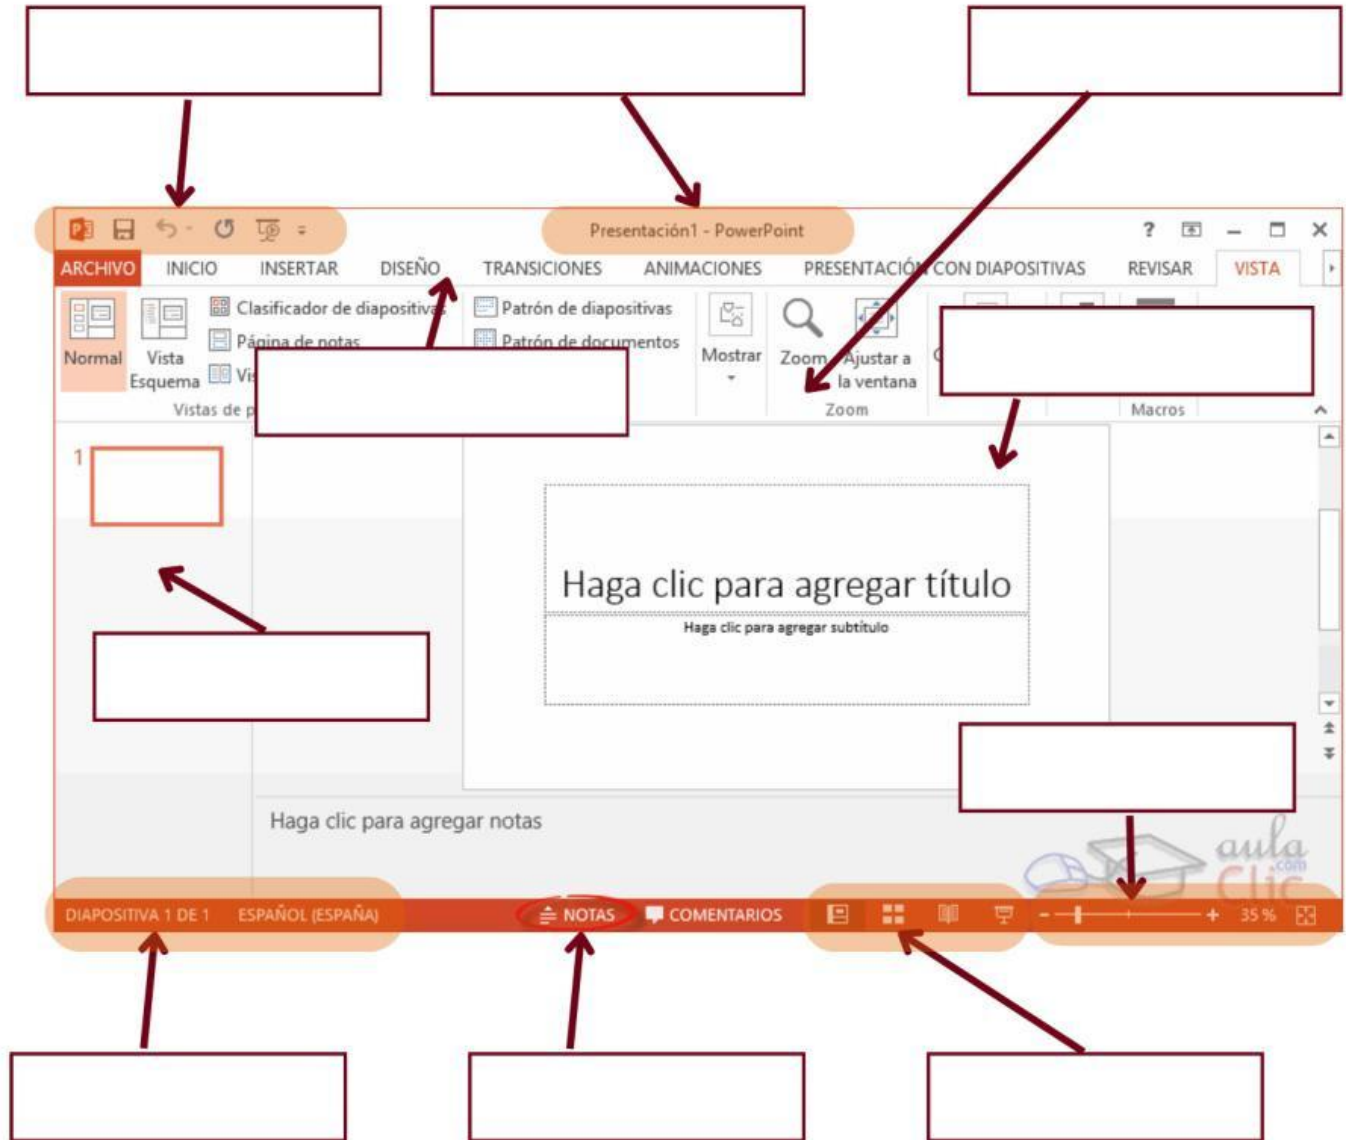 Presentación1 - PowerPoint
?
ARCHIVO INICIO INSERTAR DISEÑO TRANSICIONES ANIMACIONES PRESENTACIÓN CON DIAPOSITIVAS REVISAR VISTA
Normal
Vista Esquema
Clasificador de diapositivas
Página de notas
Patrón de diapositivas
Patrón de documentos
Mostrar
Zoom
Ajustar a la ventana
Vistas de
Zoom
Macros
1
Haga clic para agregar título
Haga clic para agregar subtítulo
Haga clic para agregar notas
aula
.com
Clic
DIAPOSITIVA 1 DE 1 ESPAÑOL (ESPAÑA) NOTAS COMENTARIOS - + 35 %